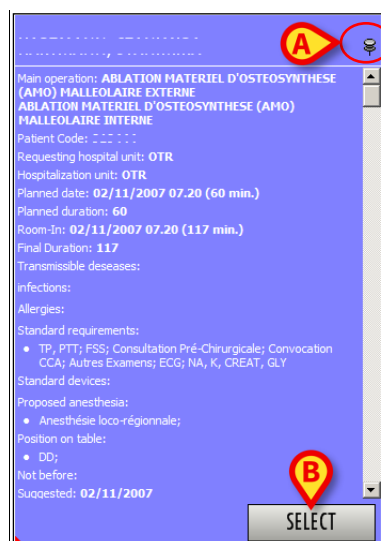 A
Main operation: ABLATION MATERIEL D'OSTEOSYNTHESE
(AMO) MALLEOLAIRE EXTERNE
ABLATION MATERIEL D'OSTEOSYNTHESE (AMO)
MALLEOLAIRE INTERNE
Patient Code:
Requesting hospital unit: OTR
Hospitalization unit: OTR
Planned date: 02/11/2007 07.20 (60 min.)
Planned duration: 60
Room-In: 02/11/2007 07.20 (117 min.)
Final Duration: 117
Transmissible deseases:
infections:
Allergies:
Standard requirements:
• TP, PTT; FSS; Consultation Pré-Chirurgicale; Convocation
CCA; Autres Examens; ECG; NA, K, CREAT, GLY
Standard devices:
Proposed anesthesia:
• Anesthésie loco-régionnale;
Position on table:
• DD;
Not before:
Suggested: 02/11/2007
B
SELECT